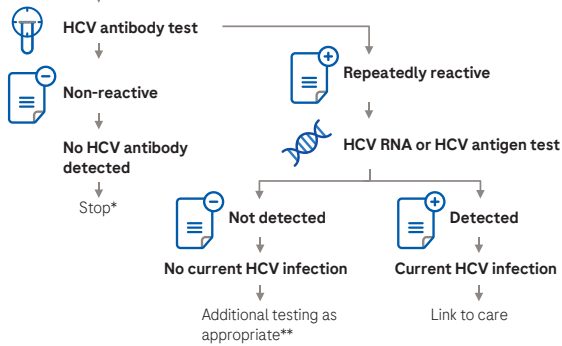 HCV antibody test
Non-reactive
No HCV antibody
detected
Stop*
Repeatedly reactive
HCV RNA or HCV antigen test
Not detected
No current HCV infection
Additional testing as
appropriate**
Detected
Current HCV infection
Link to care